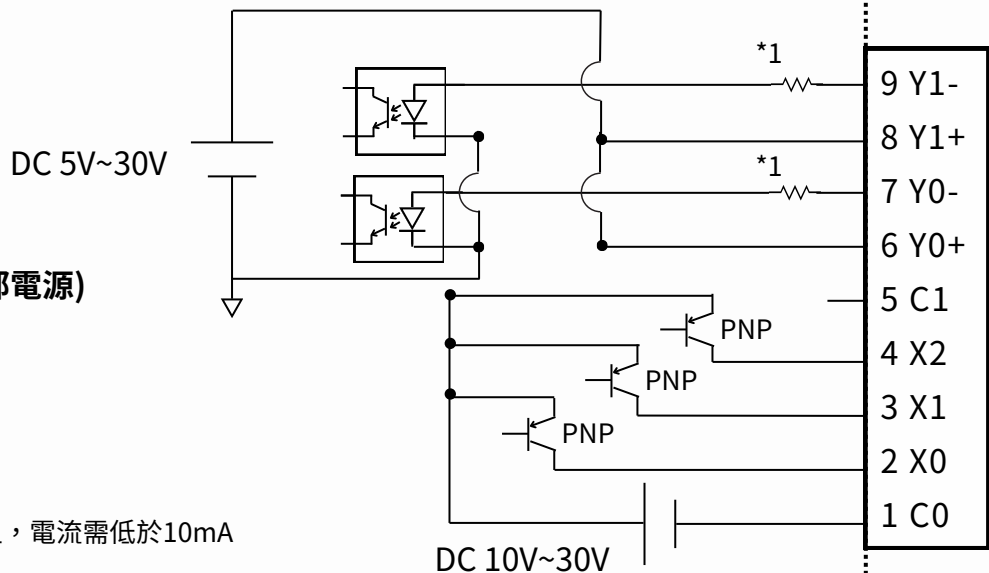 *1
9 Y1-
8 Y1+
DC 5V~30V
*1
7 Y0-
6 Y0+
電源)
5 C1
PNP
4 X2
PNP
3 X1
PNP
2 X0
1 C0
，電流需低於10mA
DC 10V~30V